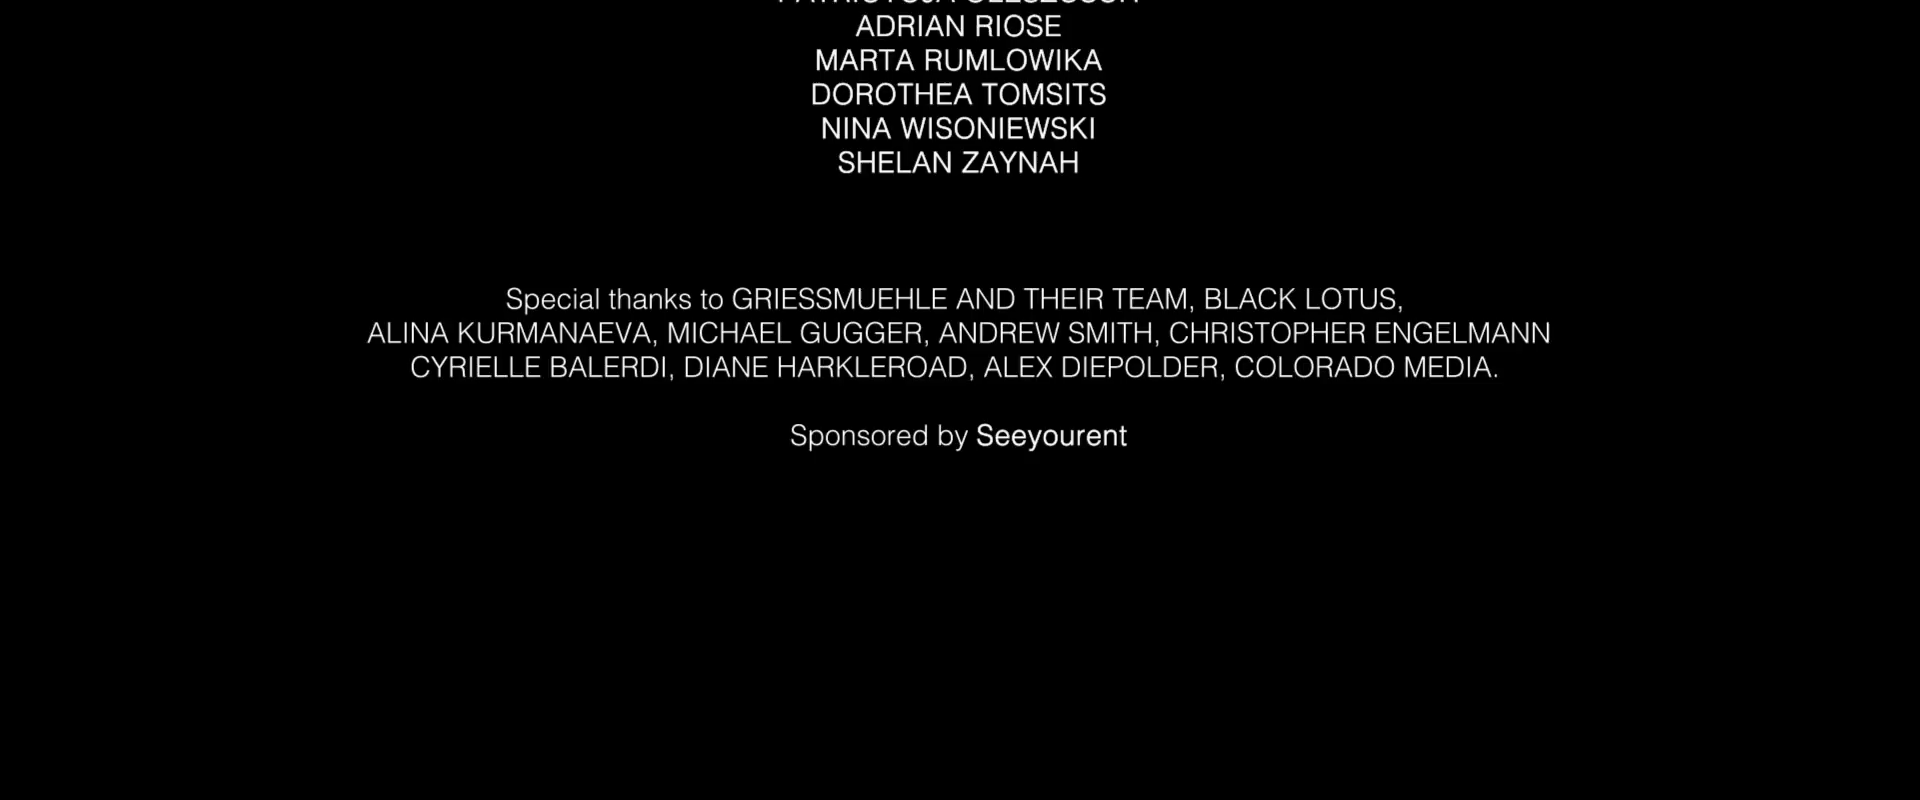 ADRIAN RIOSE
MARTA RUMLOWIKA
DOROTHEA TOMSITS
NINA WISONIEWSKI
SHELAN ZAYNAH
Special thanks to GRIESSMUEHLE AND THEIR TEAM, BLACK LOTUS,
ALINA KURMANAEVA, MICHAEL GUGGER, ANDREW SMITH, CHRISTOPHER ENGELMANN
CYRIELLE BALERDI, DIANE HARKLEROAD, ALEX DIEPOLDER, COLORADO MEDIA.
Sponsored by Seeyourent